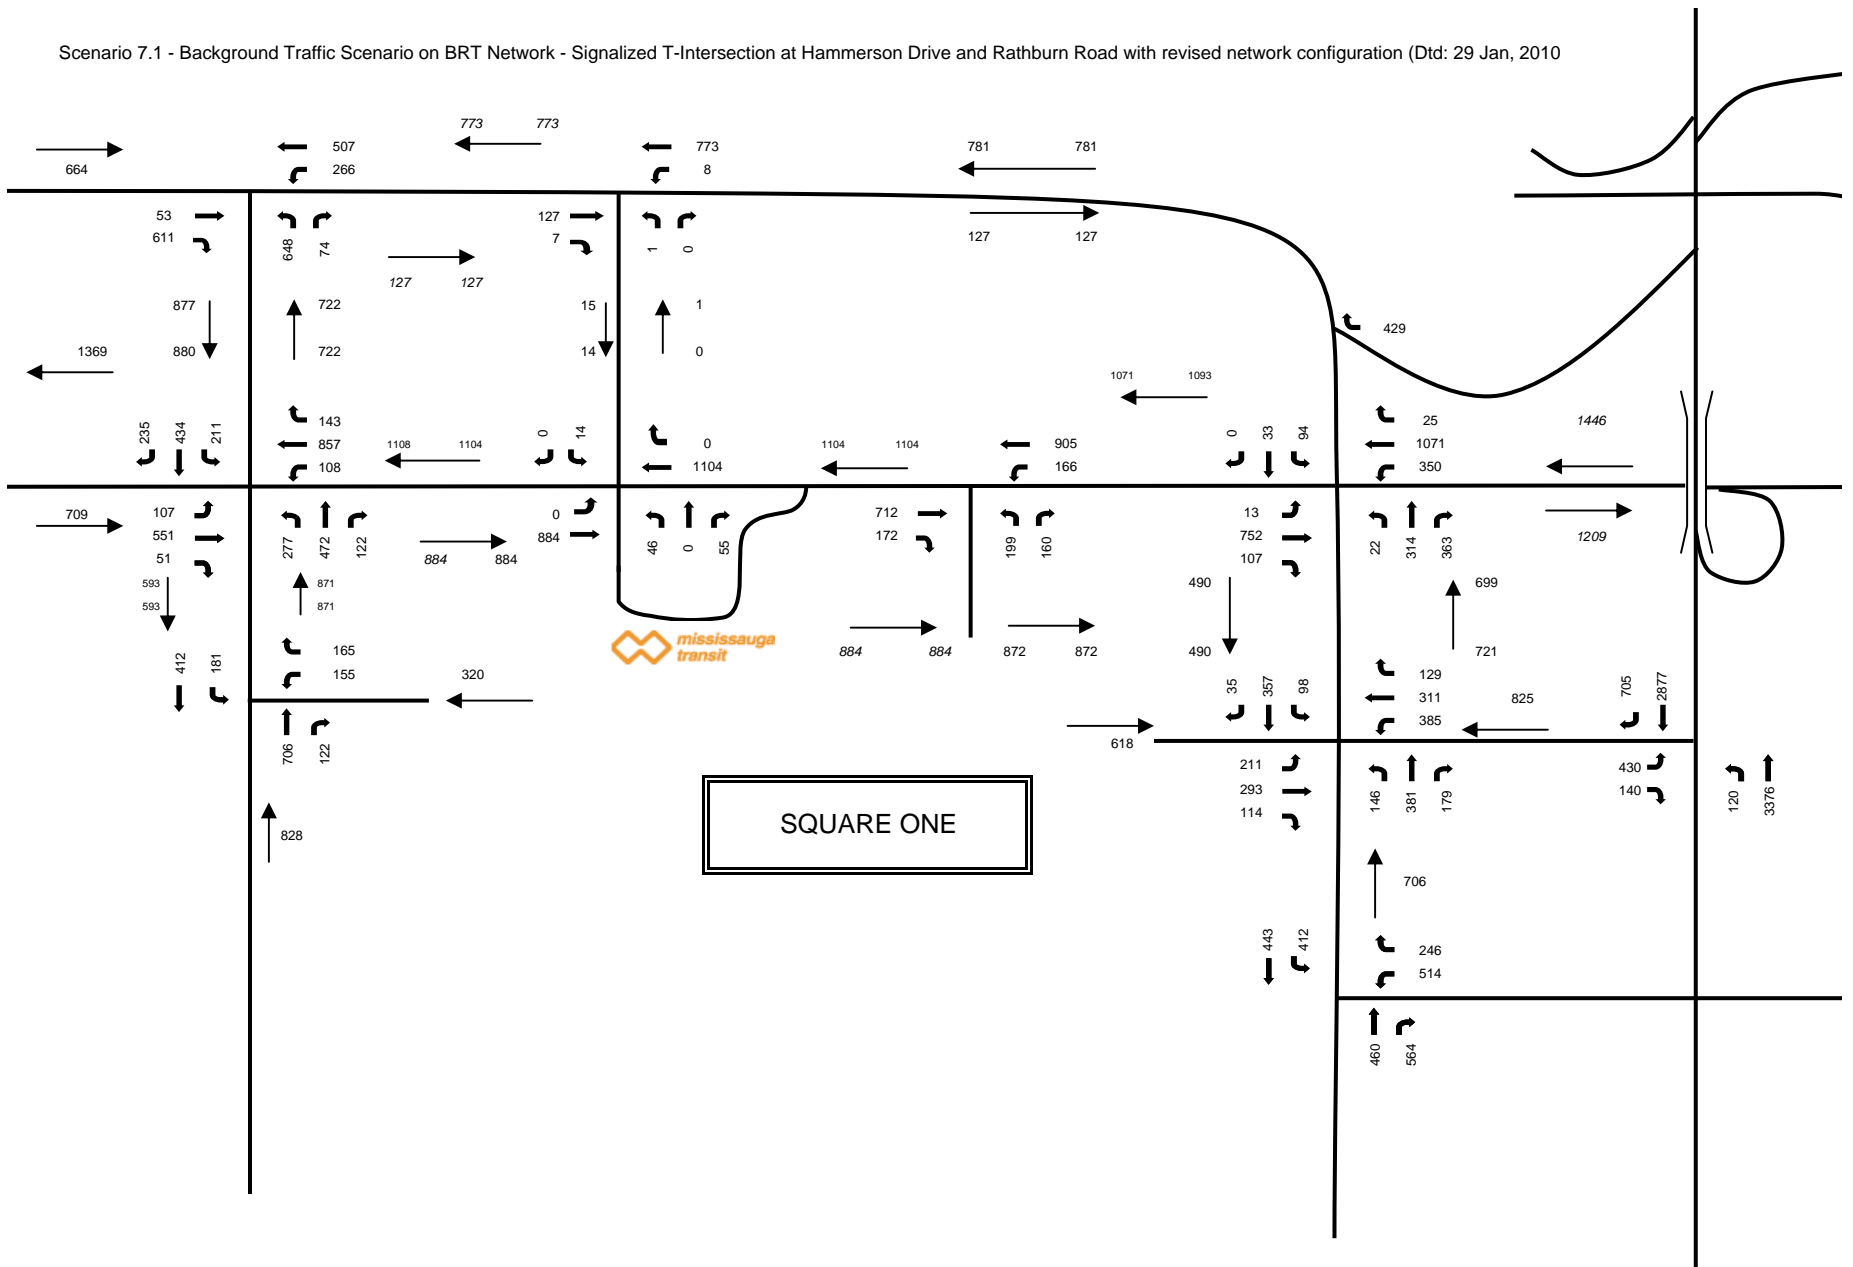 Scenario 7.1 - Background Traffic Scenario on BRT Network - Signalized T-Intersection at Hammerson Drive and Rathburn Road with revised network configuration (Dtd: 29 Jan, 2010
773 773
507 773 781 781
664 266 8
53 127
611 7 648 74 1 0 127 127
127 127
877 722 15 1
429
1369 880 722 14 0
1071 1093
235 434 211 143 0 14 0 33 94 25 1446
857 1108 1104 0 1104 1104 905 1071
108 1104 166 350
709 107 0 712 13
551 277 472 122 884 884 884 46 0 55 172 199 160 752 22 314 363 1209
51 107
593 871 490 699
593 871
mississauga
transit
412 181 165 884 884 872 872 490 721
155 320 35 357 98 129 705 2877
311 825
385
706 122 618
211 430
293 146 381 179 140 120 3376
114
SQUARE ONE
828
706
443 412 246
514
460 564